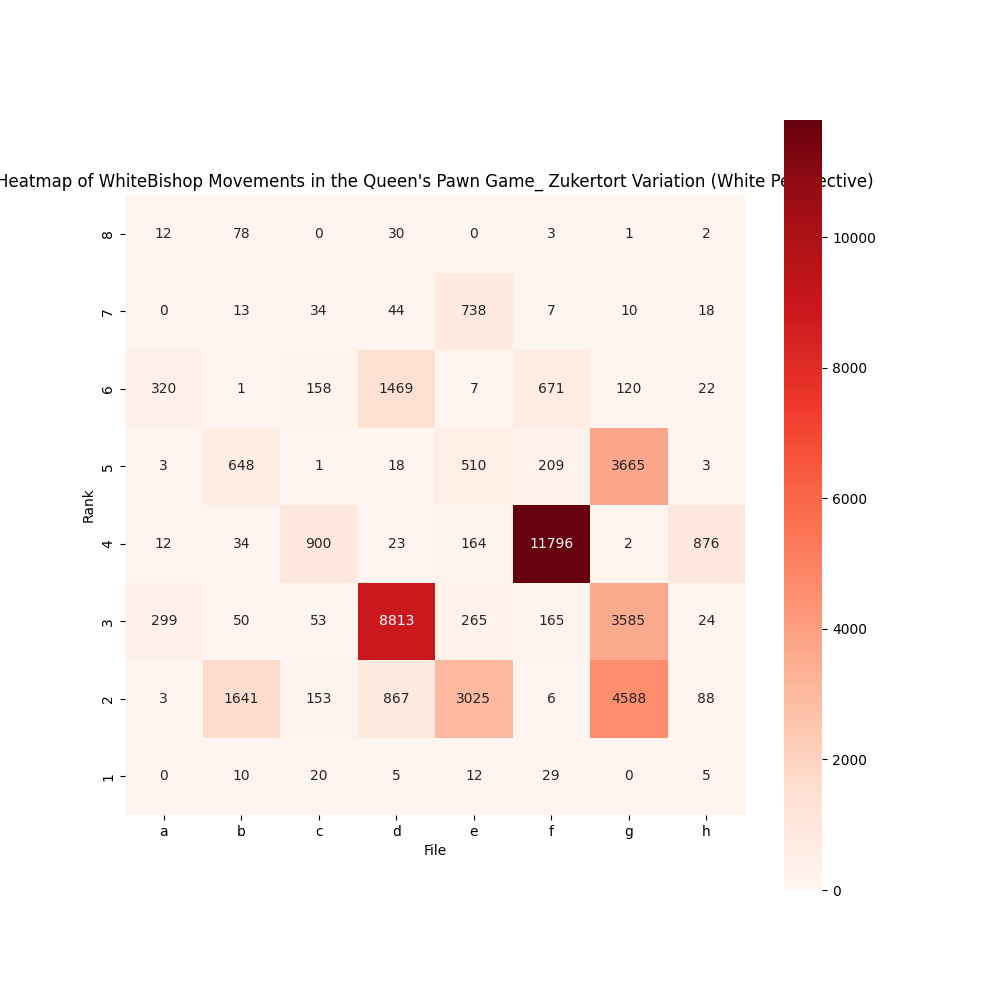 Heatmap of WhiteBishop Movements in the Queen's Pawn Game_ Zukertort Variation (White Pe ective)
8 12 78 0 30 0 3 1 2
7 0 13 34 44 738 7 10 18
6 320 1 158 1469 7 671 120 22
5 3 648 1 18 510 209 3665 3
4 12 34 900 23 164 11796 2 876
3 299 50 53 8813 265 165 3585 24
2 3 1641 153 867 3025 6 4588 88
1 0 10 20 5 12 29 0 5
a b c d e f g h
File
Rank
10000
8000
6000
4000
2000
0